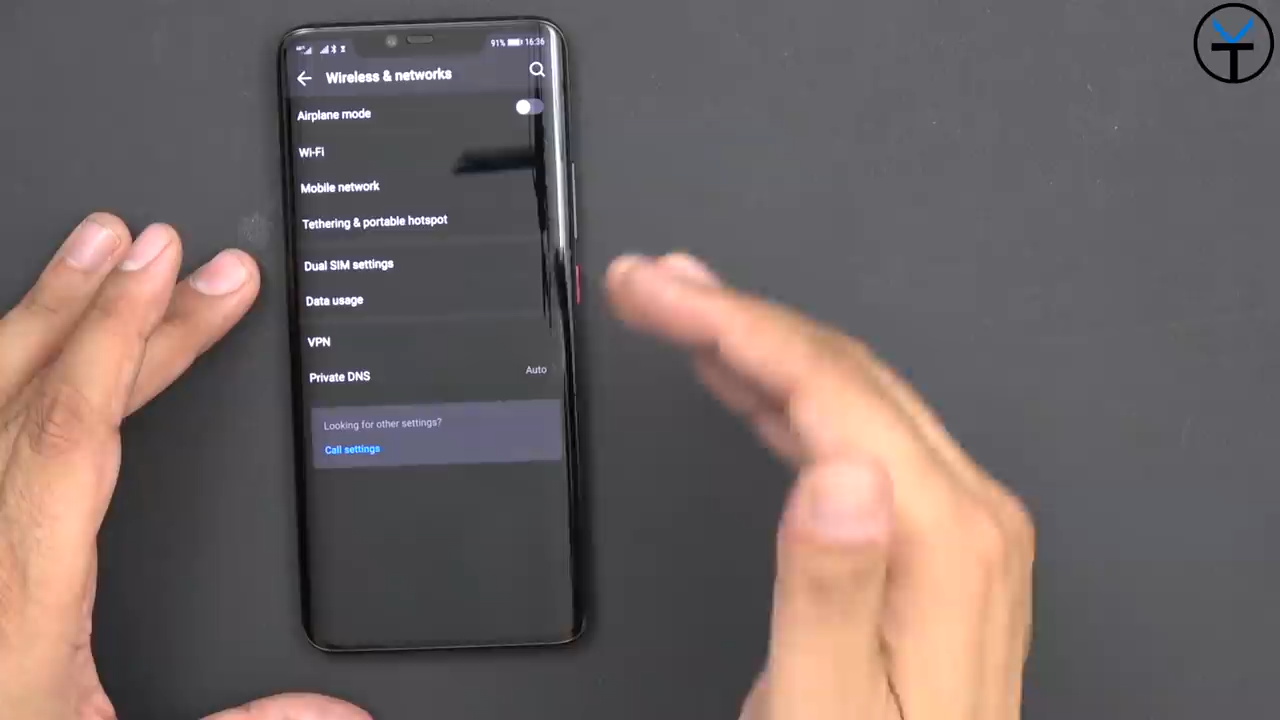 91% 16:36
Wireless & networks
Airplane mode
Wi-Fi
Mobile network
Tethering & portable hotspot
Dual SIM settings
Data usage
VPN
Private DNS Auto
Looking for other settings?
Call settings